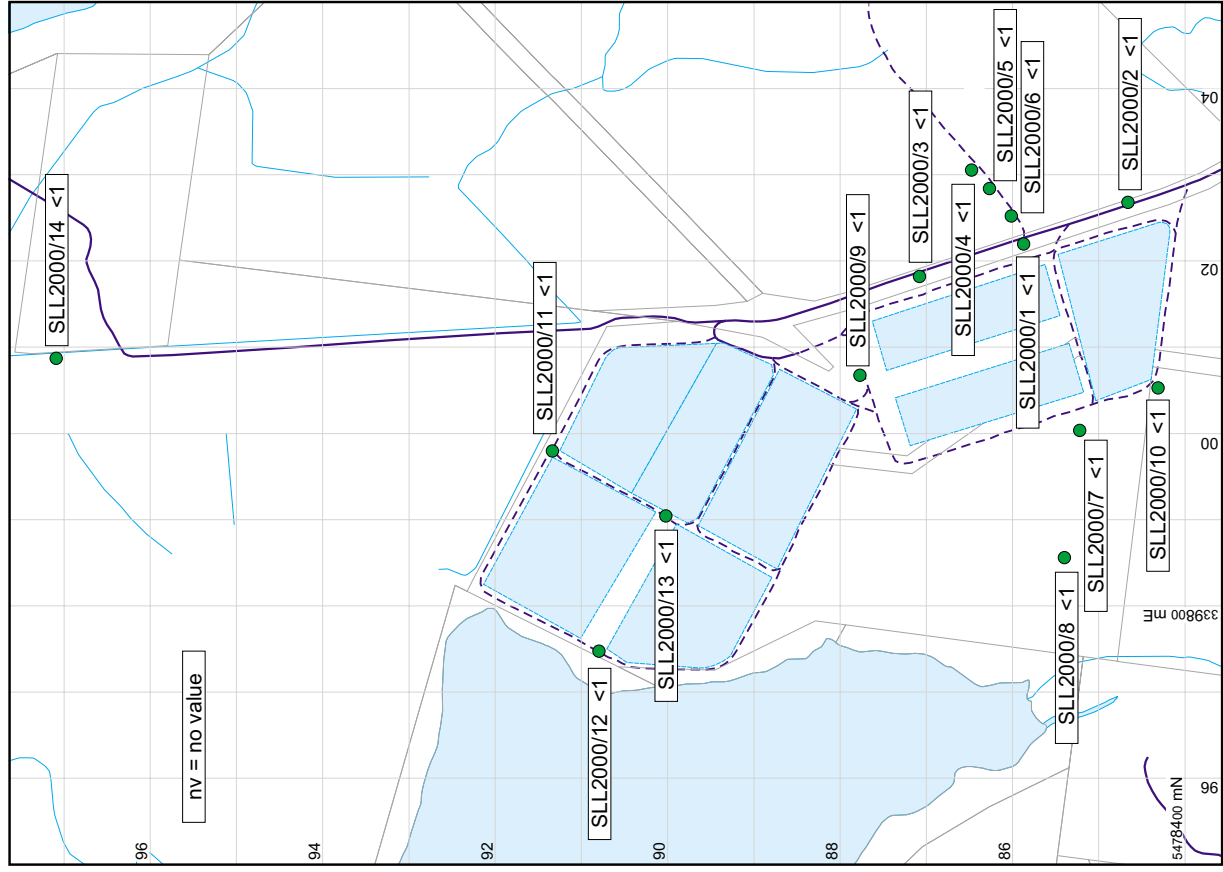 SLL2000/14 <1
nv = no value
SLL2000/11 <1
SLL2000/12 <1
SLL2000/13 <1
SLL2000/9 <1
SLL2000/3 <1
SLL2000/4 <1
SLL2000/5 <1
SLL2000/6 <1
SLL2000/1 <1
SLL2000/2 <1
SLL2000/7 <1
SLL2000/8 <1
SLL2000/10 <1
96
94
92
90
88
86
5478400 mN
96
339800 mE
00
02
04